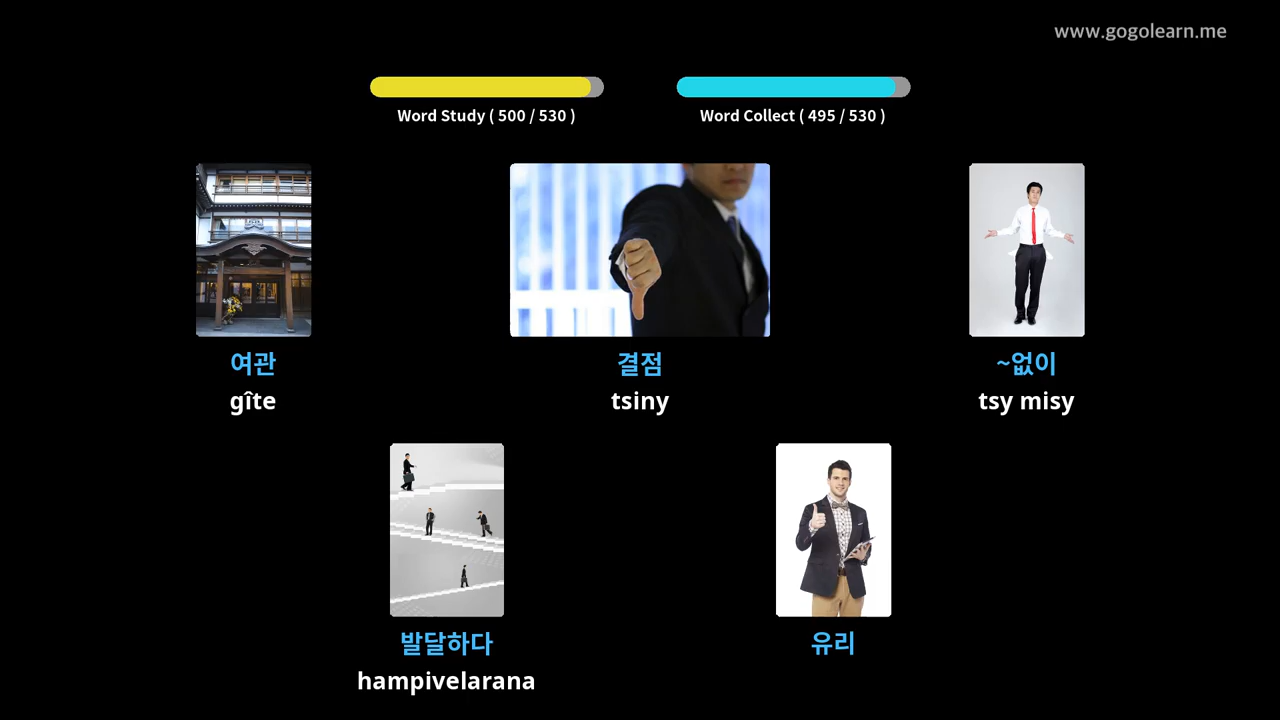 www.gogolearn.me
Word Study ( 500 / 530 )
Word Collect ( 495 / 530 )
여관
gîte
결점
tsiny
~없이
tsy misy
발달하다
hampivelarana
유리